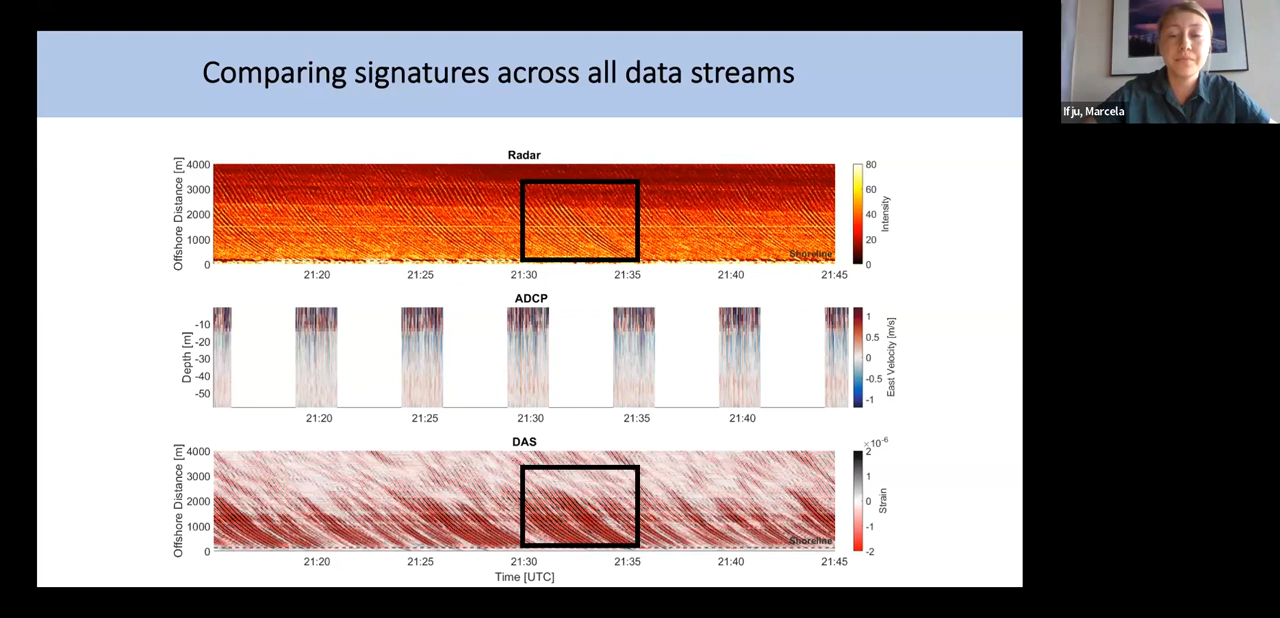 Comparing signatures across all data streams
Ifju, Marcela
Radar
Offshore Distance [m]
4000
3000
2000
1000
0
Shoreline
21:20 21:25 21:30 21:35 21:40 21:45
80
60
40
20
0
Intensity
ADCP
Depth [m]
-10
-20
-30
-40
-50
21:20 21:25 21:30 21:35 21:40
1
0.5
0
-0.5
-1
East Velocity [m/s]
DAS
Offshore Distance [m]
4000
3000
2000
1000
0
Shoreline
21:20 21:25 21:30 21:35 21:40 21:45
Time [UTC]
×10-6
2
1
0
-1
-2
Strain